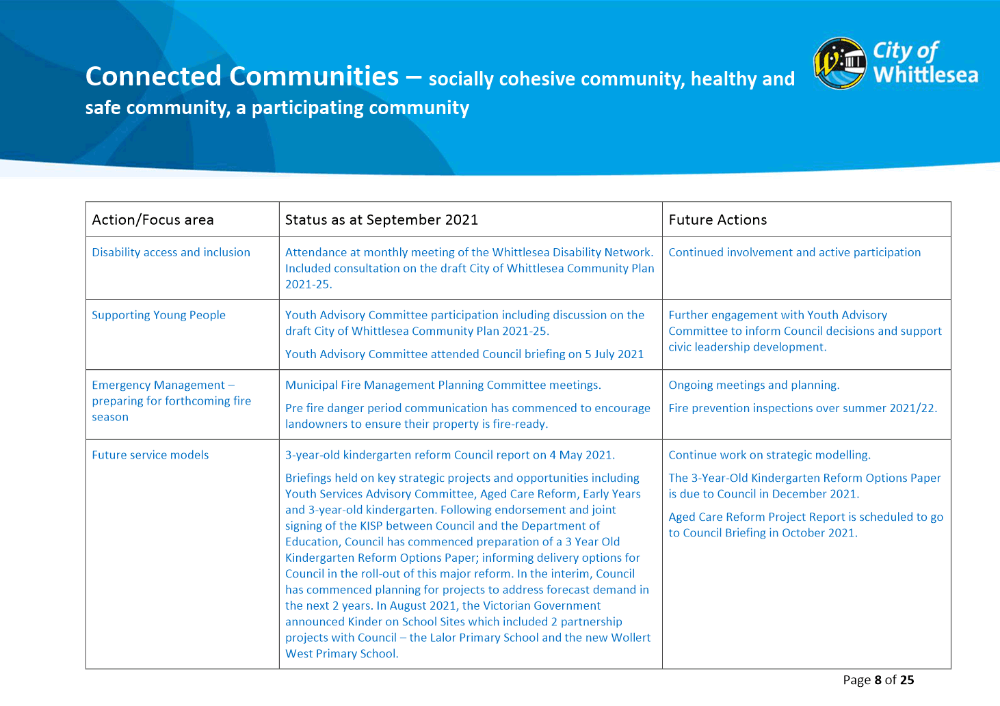 Connected Communities – socially cohesive community, healthy and
safe community, a participating community
City of
Whittlesea
Action/Focus area
Status as at September 2021
Future Actions
Disability access and inclusion
Attendance at monthly meeting of the Whittlesea Disability Network.
Included consultation on the draft City of Whittlesea Community Plan
2021-25.
Continued involvement and active participation
Supporting Young People
Youth Advisory Committee participation including discussion on the
draft City of Whittlesea Community Plan 2021-25.
Youth Advisory Committee attended Council briefing on 5 July 2021
Further engagement with Youth Advisory
Committee to inform Council decisions and support
civic leadership development.
Emergency Management –
preparing for forthcoming fire
season
Municipal Fire Management Planning Committee meetings.
Pre fire danger period communication has commenced to encourage
landowners to ensure their property is fire-ready.
Ongoing meetings and planning.
Fire prevention inspections over summer 2021/22.
Future service models
3-year-old kindergarten reform Council report on 4 May 2021.
Briefings held on key strategic projects and opportunities including
Youth Services Advisory Committee, Aged Care Reform, Early Years
and 3-year-old kindergarten. Following endorsement and joint
signing of the KISP between Council and the Department of
Education, Council has commenced preparation of a 3 Year Old
Kindergarten Reform Options Paper; informing delivery options for
Council in the roll-out of this major reform. In the interim, Council
has commenced planning for projects to address forecast demand in
the next 2 years. In August 2021, the Victorian Government
announced Kinder on School Sites which included 2 partnership
projects with Council – the Lalor Primary School and the new Wollert
West Primary School.
Continue work on strategic modelling.
The 3-Year-Old Kindergarten Reform Options Paper
is due to Council in December 2021.
Aged Care Reform Project Report is scheduled to go
to Council Briefing in October 2021.
Page 8 of 25